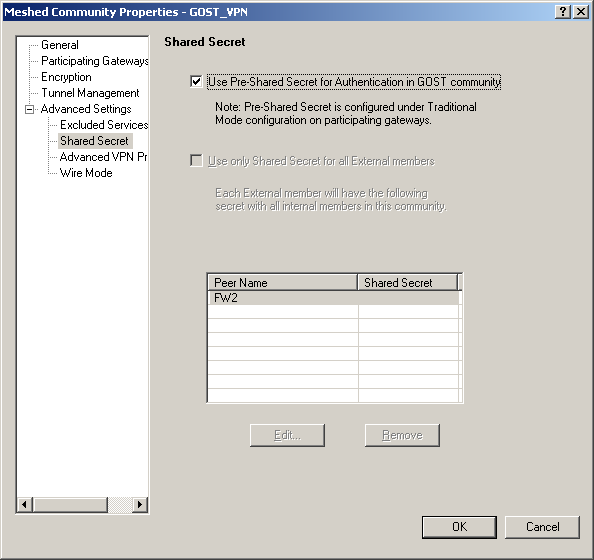 Meshed Community Properties - GOST_VPN
General
Participating Gateways
Encryption
Tunnel Management
Advanced Settings
Excluded Services
Shared Secret
Advanced VPN Pr
Wire Mode
Shared Secret
Use Pre-Shared Secret for Authentication in GOST community
Note: Pre-Shared Secret is configured under Traditional
Mode configuration on participating gateways.
Use only Shared Secret for all External members
Each External member will have the following
secret with all internal members in this community.
Peer Name Shared Secret
FW2
Edit... Remove
OK Cancel